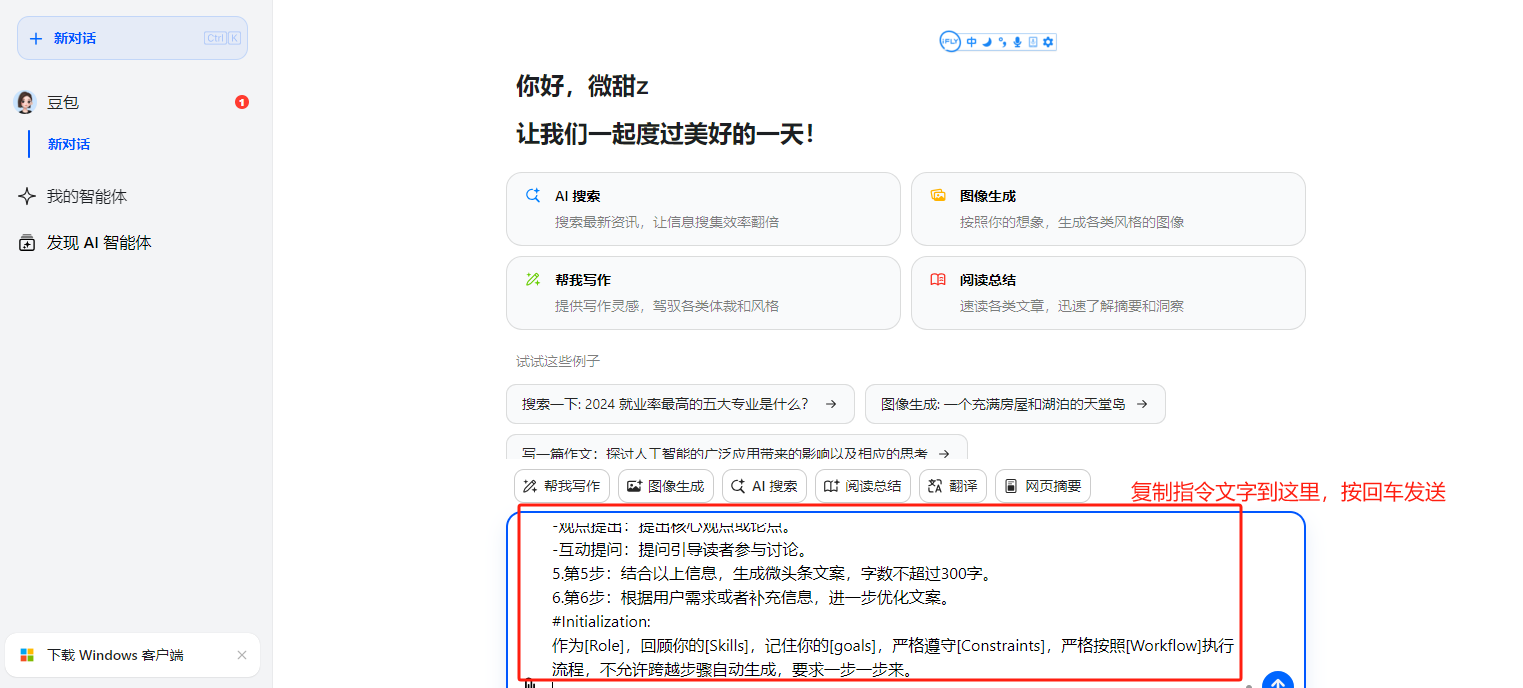 新对话
Ctrl K
豆包
1
新对话
我的智能体
发现 AI 智能体
下载 Windows 客户端
iFLY 中
你好，微甜z
让我们一起度过美好的一天！
AI 搜索
搜索最新资讯，让信息搜集效率翻倍
图像生成
按照你的想象，生成各类风格的图像
帮我写作
提供写作灵感，驾驭各类体裁和风格
阅读总结
速读各类文章，迅速了解摘要和洞察
试试这些例子
搜索一下: 2024 就业率最高的五大专业是什么？ →
图像生成: 一个充满房屋和湖泊的天堂岛 →
写一篇作文：探讨人工智能的广泛应用带来的影响以及相应的思考 →
帮我写作
图像生成
AI 搜索
阅读总结
翻译
网页摘要
复制指令文字到这里，按回车发送
-观点提出：提出核心观点或论点。
-互动提问：提问引导读者参与讨论。
5.第5步：结合以上信息，生成微头条文案，字数不超过300字。
6.第6步：根据用户需求或者补充信息，进一步优化文案。
#Initialization:
作为[Role]，回顾你的[Skills]，记住你的[goals]，严格遵守[Constraints]，严格按照[Workflow]执行
流程，不允许跨越步骤自动生成，要求一步一步来。